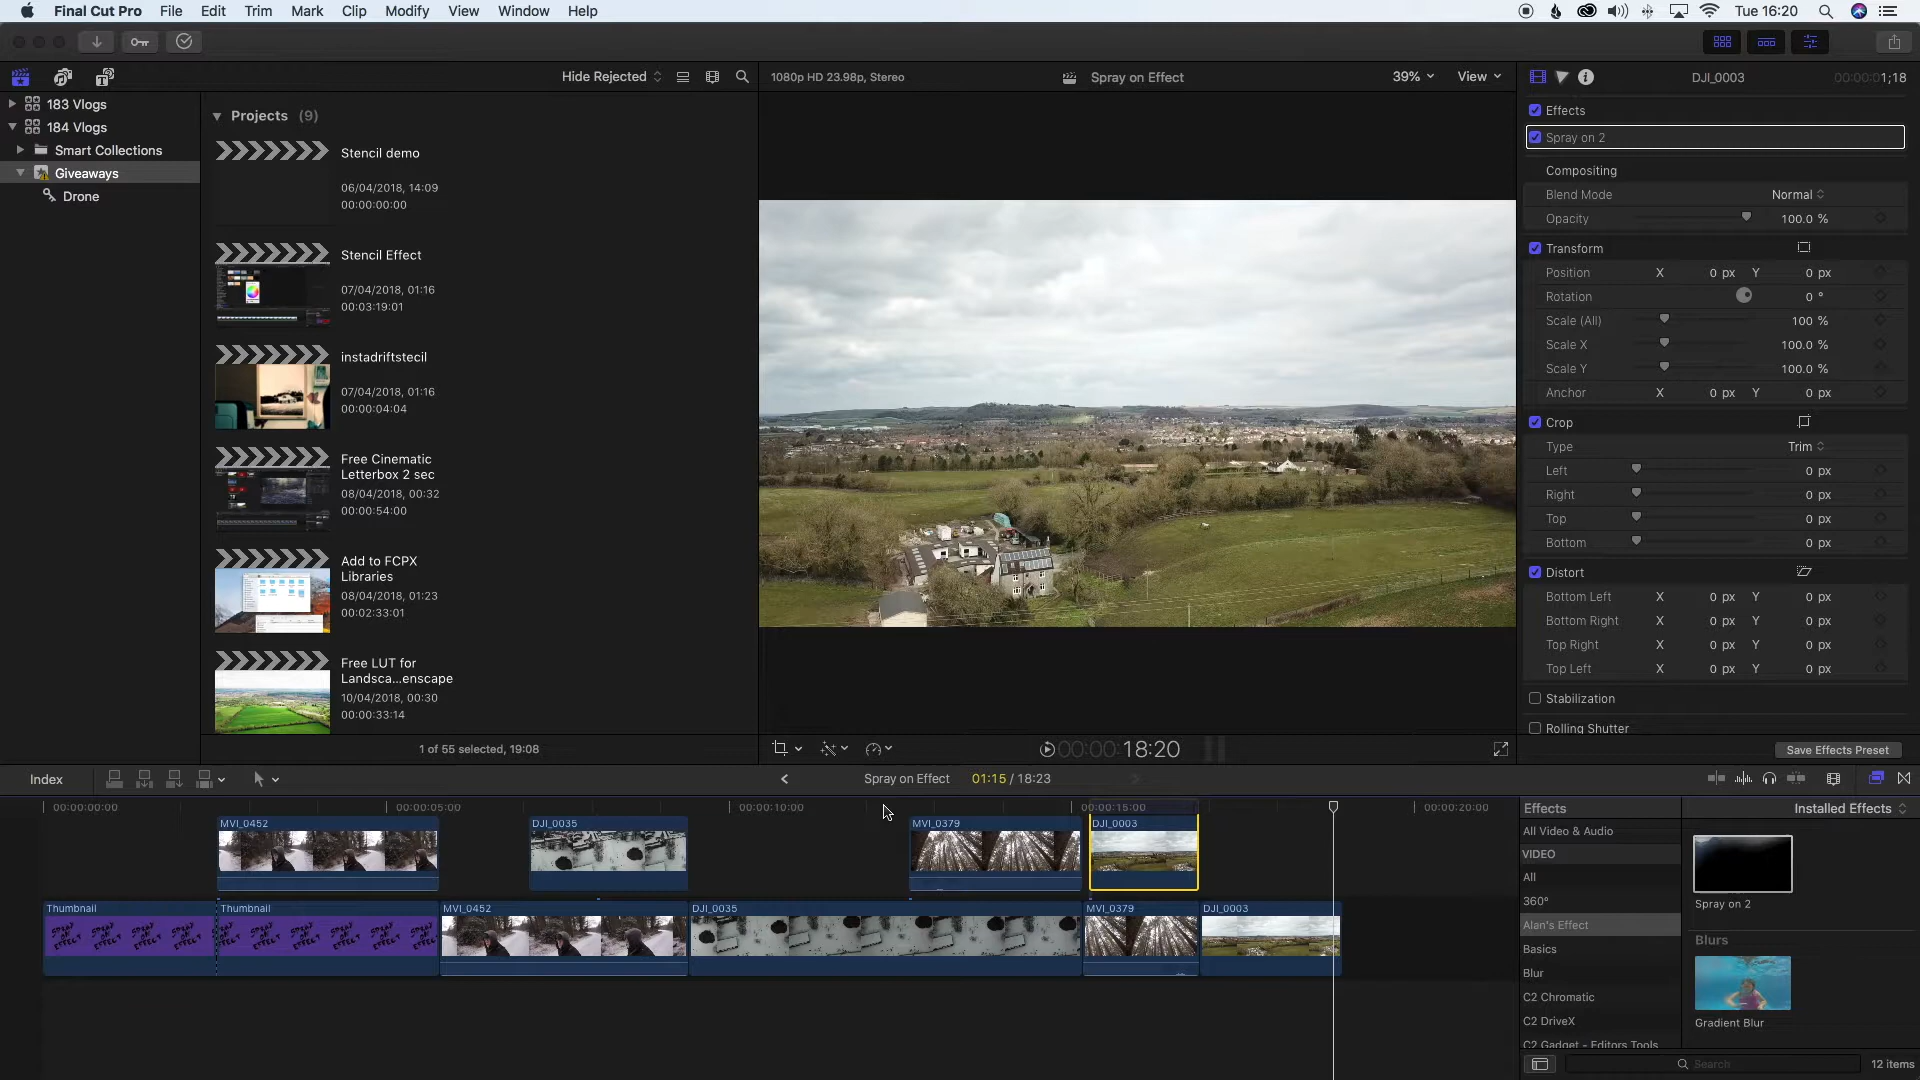 Final Cut Pro File Edit Trim Mark Clip Modify View Window Help Tue 16:20
Hide Rejected 1080p HD 23.98p, Stereo Spray on Effect 39% View DJI_0003 00:00:01;18
183 Vlogs
184 Vlogs
Smart Collections
Giveaways
Drone
Projects (9)
Stencil demo
06/04/2018, 14:09
00:00:00:00
Stencil Effect
07/04/2018, 01:16
00:03:19:01
instadriftstecil
07/04/2018, 01:16
00:00:04:04
Free Cinematic
Letterbox 2 sec
08/04/2018, 00:32
00:00:54:00
Add to FCPX
Libraries
08/04/2018, 01:23
00:02:33:01
Free LUT for
Landsca...enscape
10/04/2018, 00:30
00:00:33:14
1 of 55 selected, 19:08
00:00:18:20
Effects
Spray on 2
Compositing
Blend Mode Normal
Opacity 100.0 %
Transform
Position X 0 px Y 0 px
Rotation 0 °
Scale (All) 100 %
Scale X 100.0 %
Scale Y 100.0 %
Anchor X 0 px Y 0 px
Crop
Type Trim
Left 0 px
Right 0 px
Top 0 px
Bottom 0 px
Distort
Bottom Left X 0 px Y 0 px
Bottom Right X 0 px Y 0 px
Top Right X 0 px Y 0 px
Top Left X 0 px Y 0 px
Stabilization
Rolling Shutter
Save Effects Preset
Index Spray on Effect 01:15 / 18:23
00:00:00:00 00:00:05:00 00:00:10:00 00:00:15:00 00:00:20:00
MVI_0452 DJI_0035 MVI_0379 DJI_0003
Thumbnail Thumbnail MVI_0452 DJI_0035 MVI_0379 DJI_0003
Effects Installed Effects
All Video & Audio
VIDEO
All
360°
Alan's Effect
Basics
Blur
C2 Chromatic
C2 DriveX
C2 Gadget - Editors Tools
Spray on 2
Blurs
Gradient Blur
Search 12 items